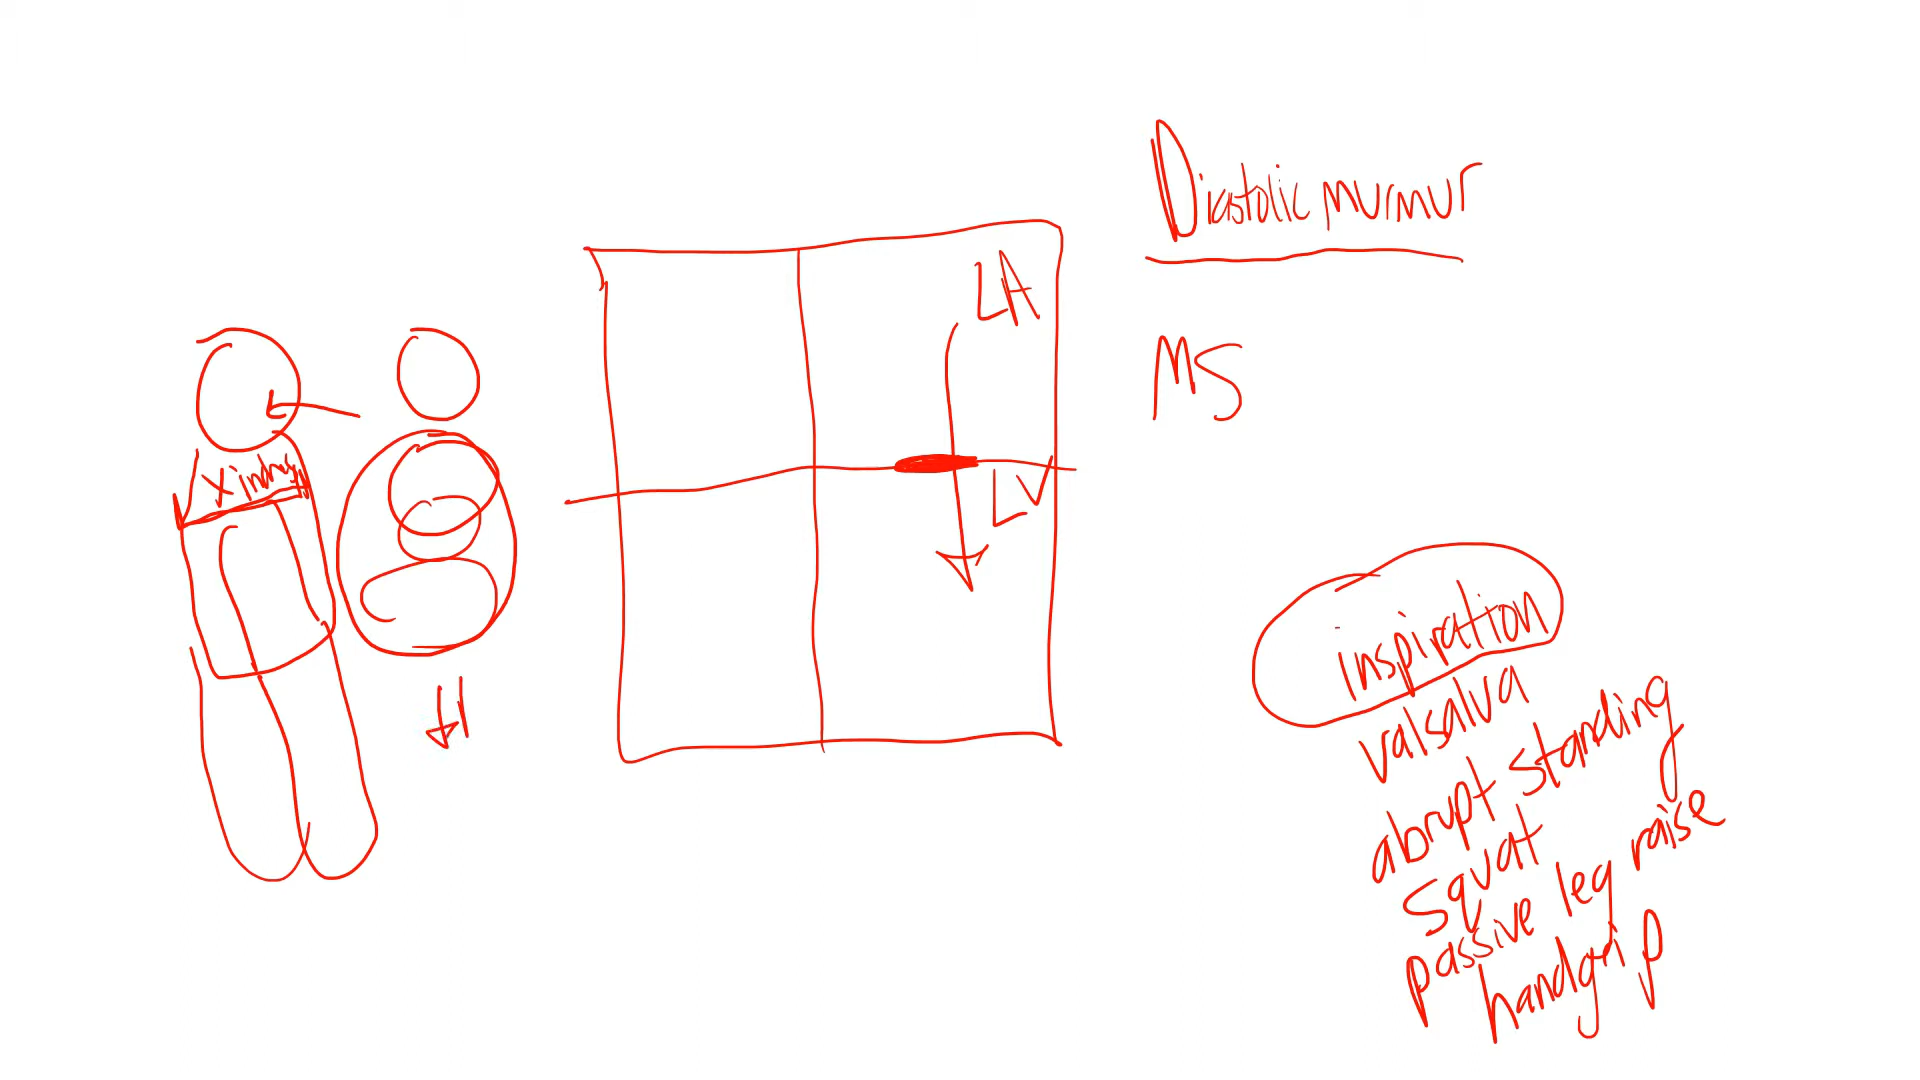 Diastolic murmur
LA
MS
LV
inspiration
valsalva
abrupt standing
squat
passive leg raise
handgrip